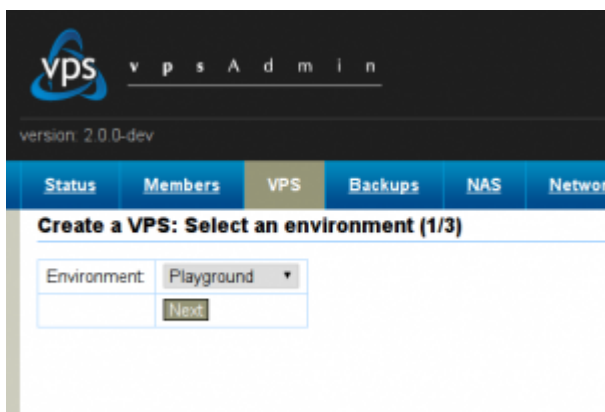 vps
vpsAdmin
version: 2.0.0-dev
Status Members VPS Backups NAS Networ
Create a VPS: Select an environment (1/3)
Environment: Playground
Next